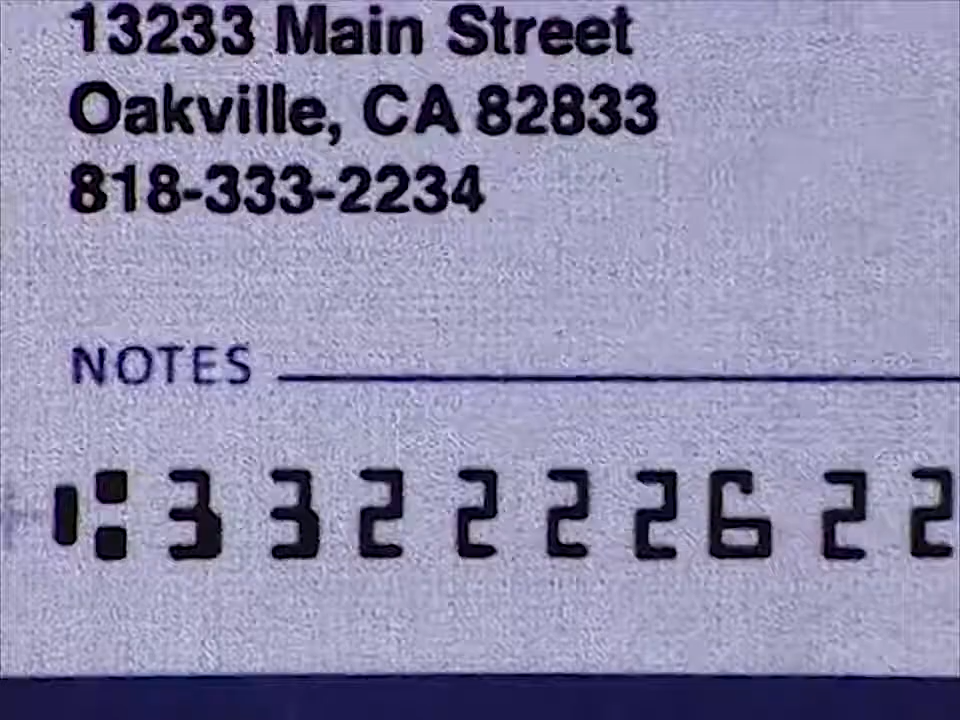 13233 Main Street
Oakville, CA 82833
818-333-2234
NOTES
⑆332222622